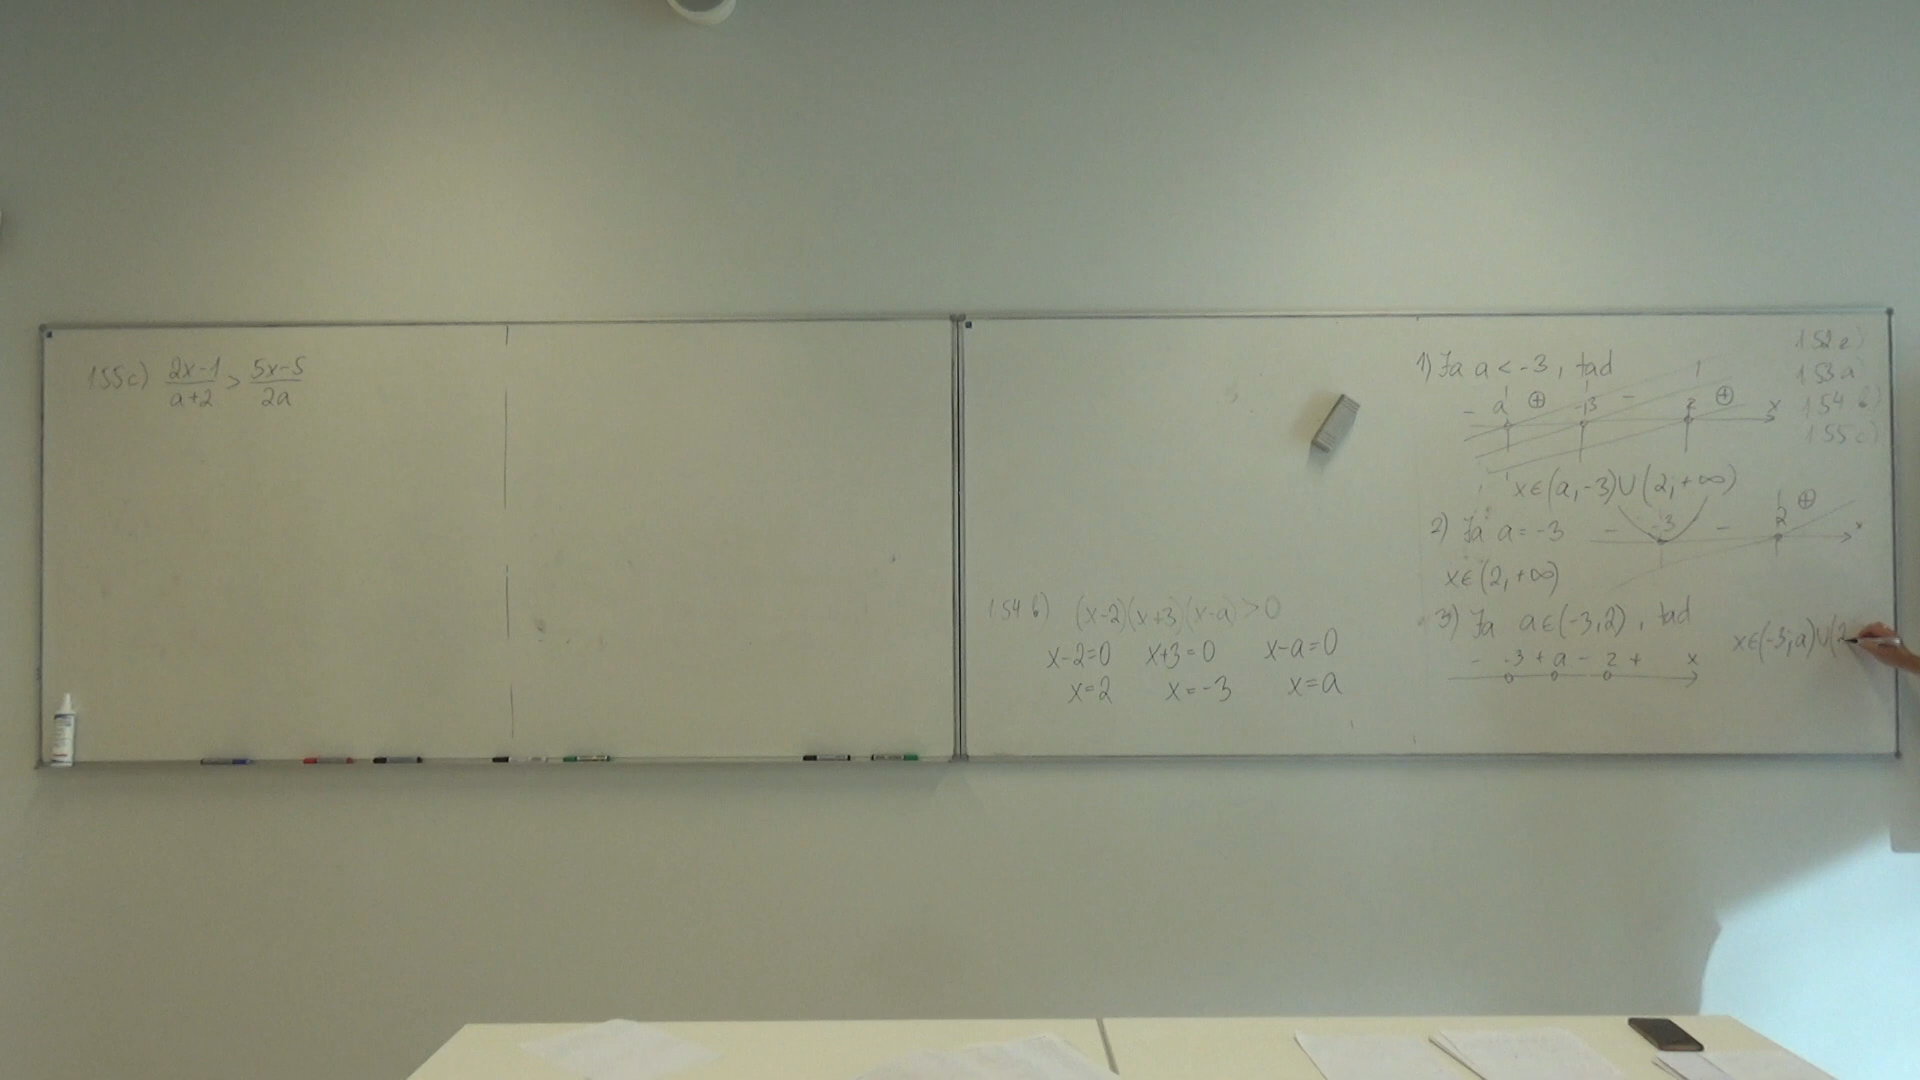 155c) (2x-1)/(a+2) > (5x-5)/(2a)
154 b) (x-2)(x+3)(x-a) > 0
x-2=0 x+3=0 x-a=0
x=2 x=-3 x=a
1) Ja a < -3, tad
- a ⊕ -3 - 2 ⊕ x
x∈(a,-3)∪(2,+∞)
2) Ja a = -3
- -3 - 2 ⊕ x
x∈(2,+∞)
3) Ja a∈(-3,2), tad
- -3 + a - 2 + x
x∈(-3;a)∪(2
153 a)
154 b)
155 c)